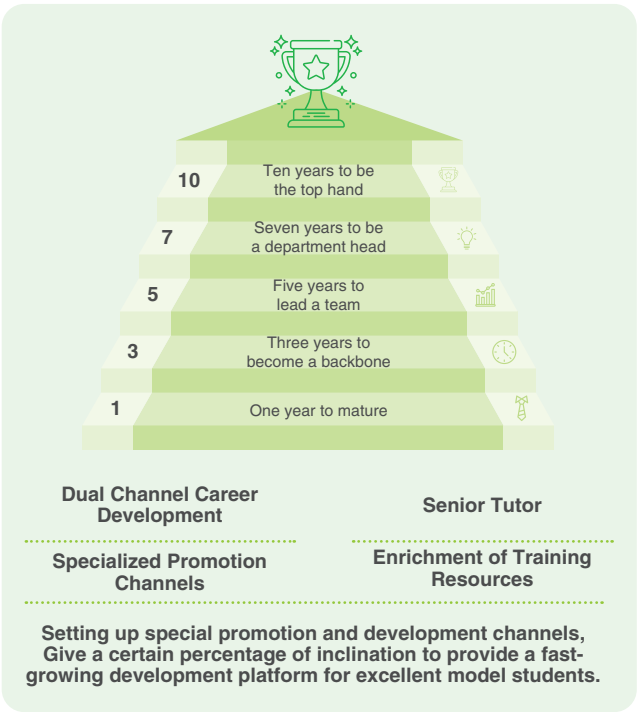 10
Ten years to be
the top hand
7
Seven years to be
a department head
5
Five years to
lead a team
3
Three years to
become a backbone
1
One year to mature
Dual Channel Career
Development
Senior Tutor
Specialized Promotion
Channels
Enrichment of Training
Resources
Setting up special promotion and development channels,
Give a certain percentage of inclination to provide a fast-
growing development platform for excellent model students.